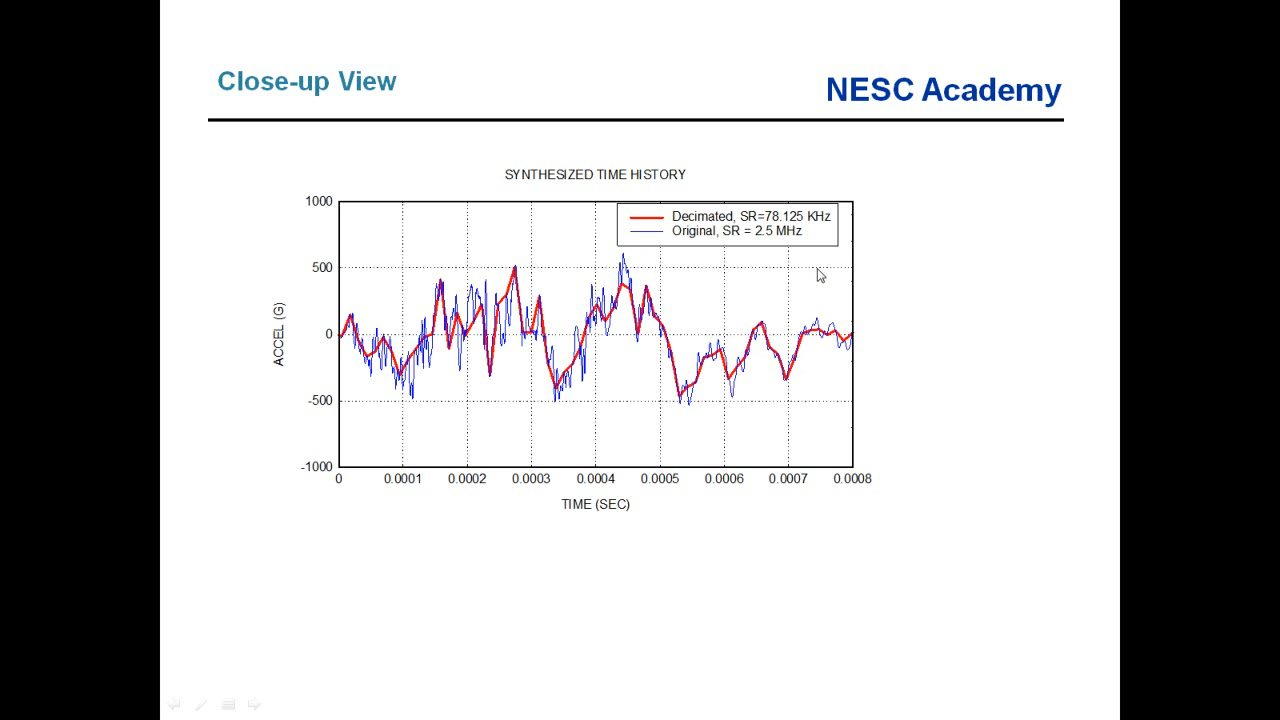 Close-up View
NESC Academy
SYNTHESIZED TIME HISTORY
1000
500
0
-500
-1000
ACCEL (G)
Decimated, SR=78.125 KHz
Original, SR = 2.5 MHz
0 0.0001 0.0002 0.0003 0.0004 0.0005 0.0006 0.0007 0.0008
TIME (SEC)